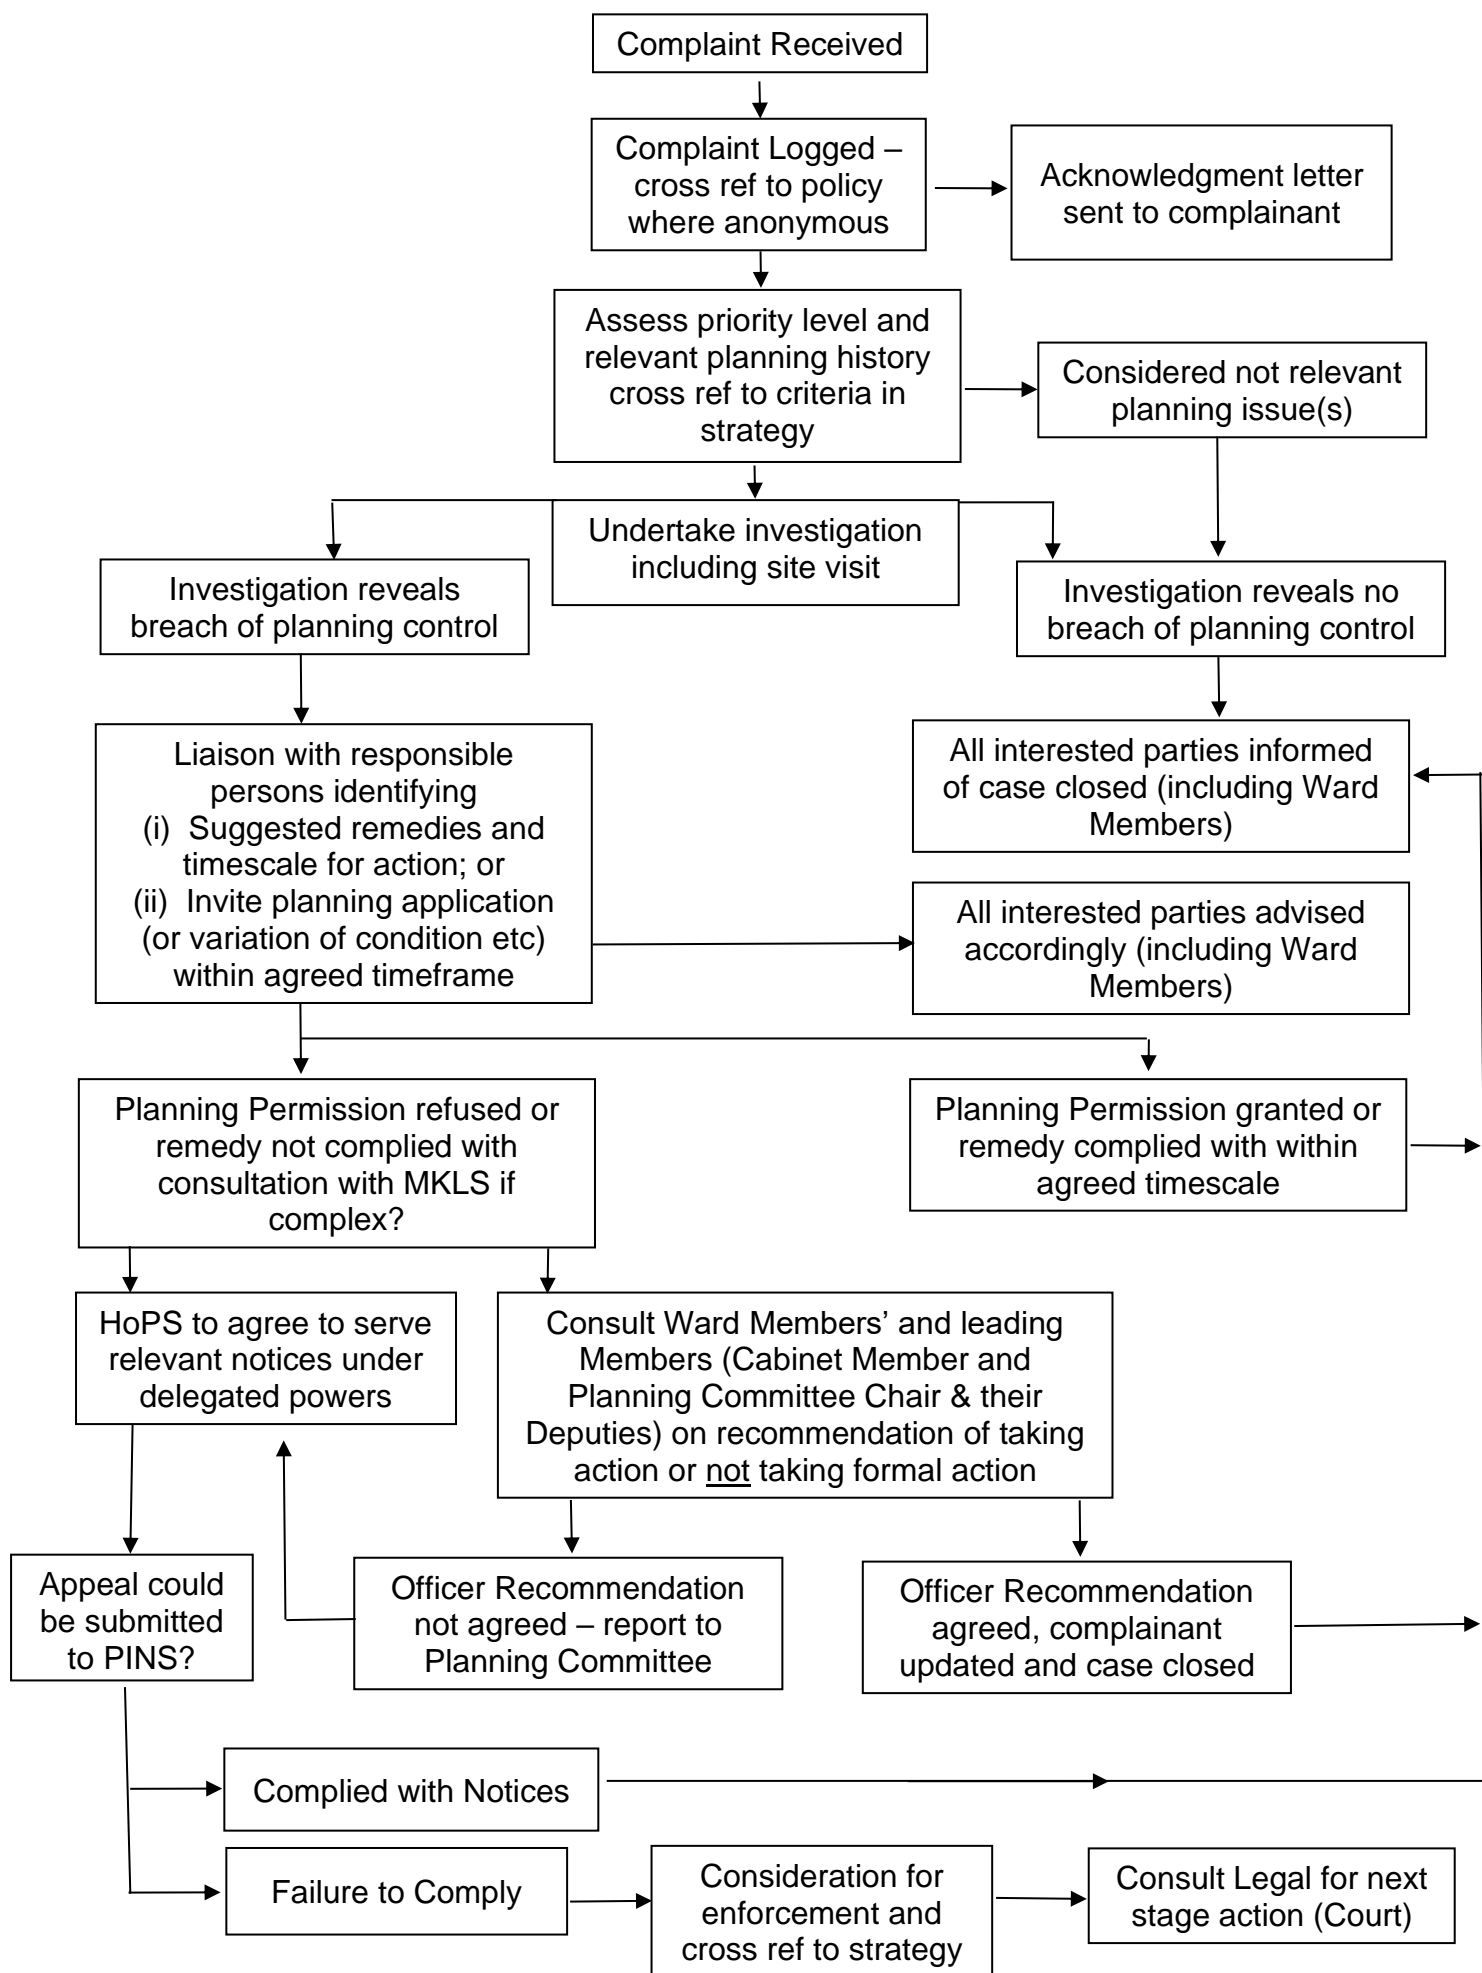 Complaint Received
Complaint Logged –
cross ref to policy
where anonymous
Acknowledgment letter
sent to complainant
Assess priority level and
relevant planning history
cross ref to criteria in
strategy
Considered not relevant
planning issue(s)
Undertake investigation
including site visit
Investigation reveals
breach of planning control
Investigation reveals no
breach of planning control
Liaison with responsible
persons identifying
(i) Suggested remedies and
timescale for action; or
(ii) Invite planning application
(or variation of condition etc)
within agreed timeframe
All interested parties informed
of case closed (including Ward
Members)
All interested parties advised
accordingly (including Ward
Members)
Planning Permission refused or
remedy not complied with
consultation with MKLS if
complex?
Planning Permission granted or
remedy complied with within
agreed timescale
HoPS to agree to serve
relevant notices under
delegated powers
Consult Ward Members’ and leading
Members (Cabinet Member and
Planning Committee Chair & their
Deputies) on recommendation of taking
action or not taking formal action
Appeal could
be submitted
to PINS?
Officer Recommendation
not agreed – report to
Planning Committee
Officer Recommendation
agreed, complainant
updated and case closed
Complied with Notices
Failure to Comply
Consideration for
enforcement and
cross ref to strategy
Consult Legal for next
stage action (Court)